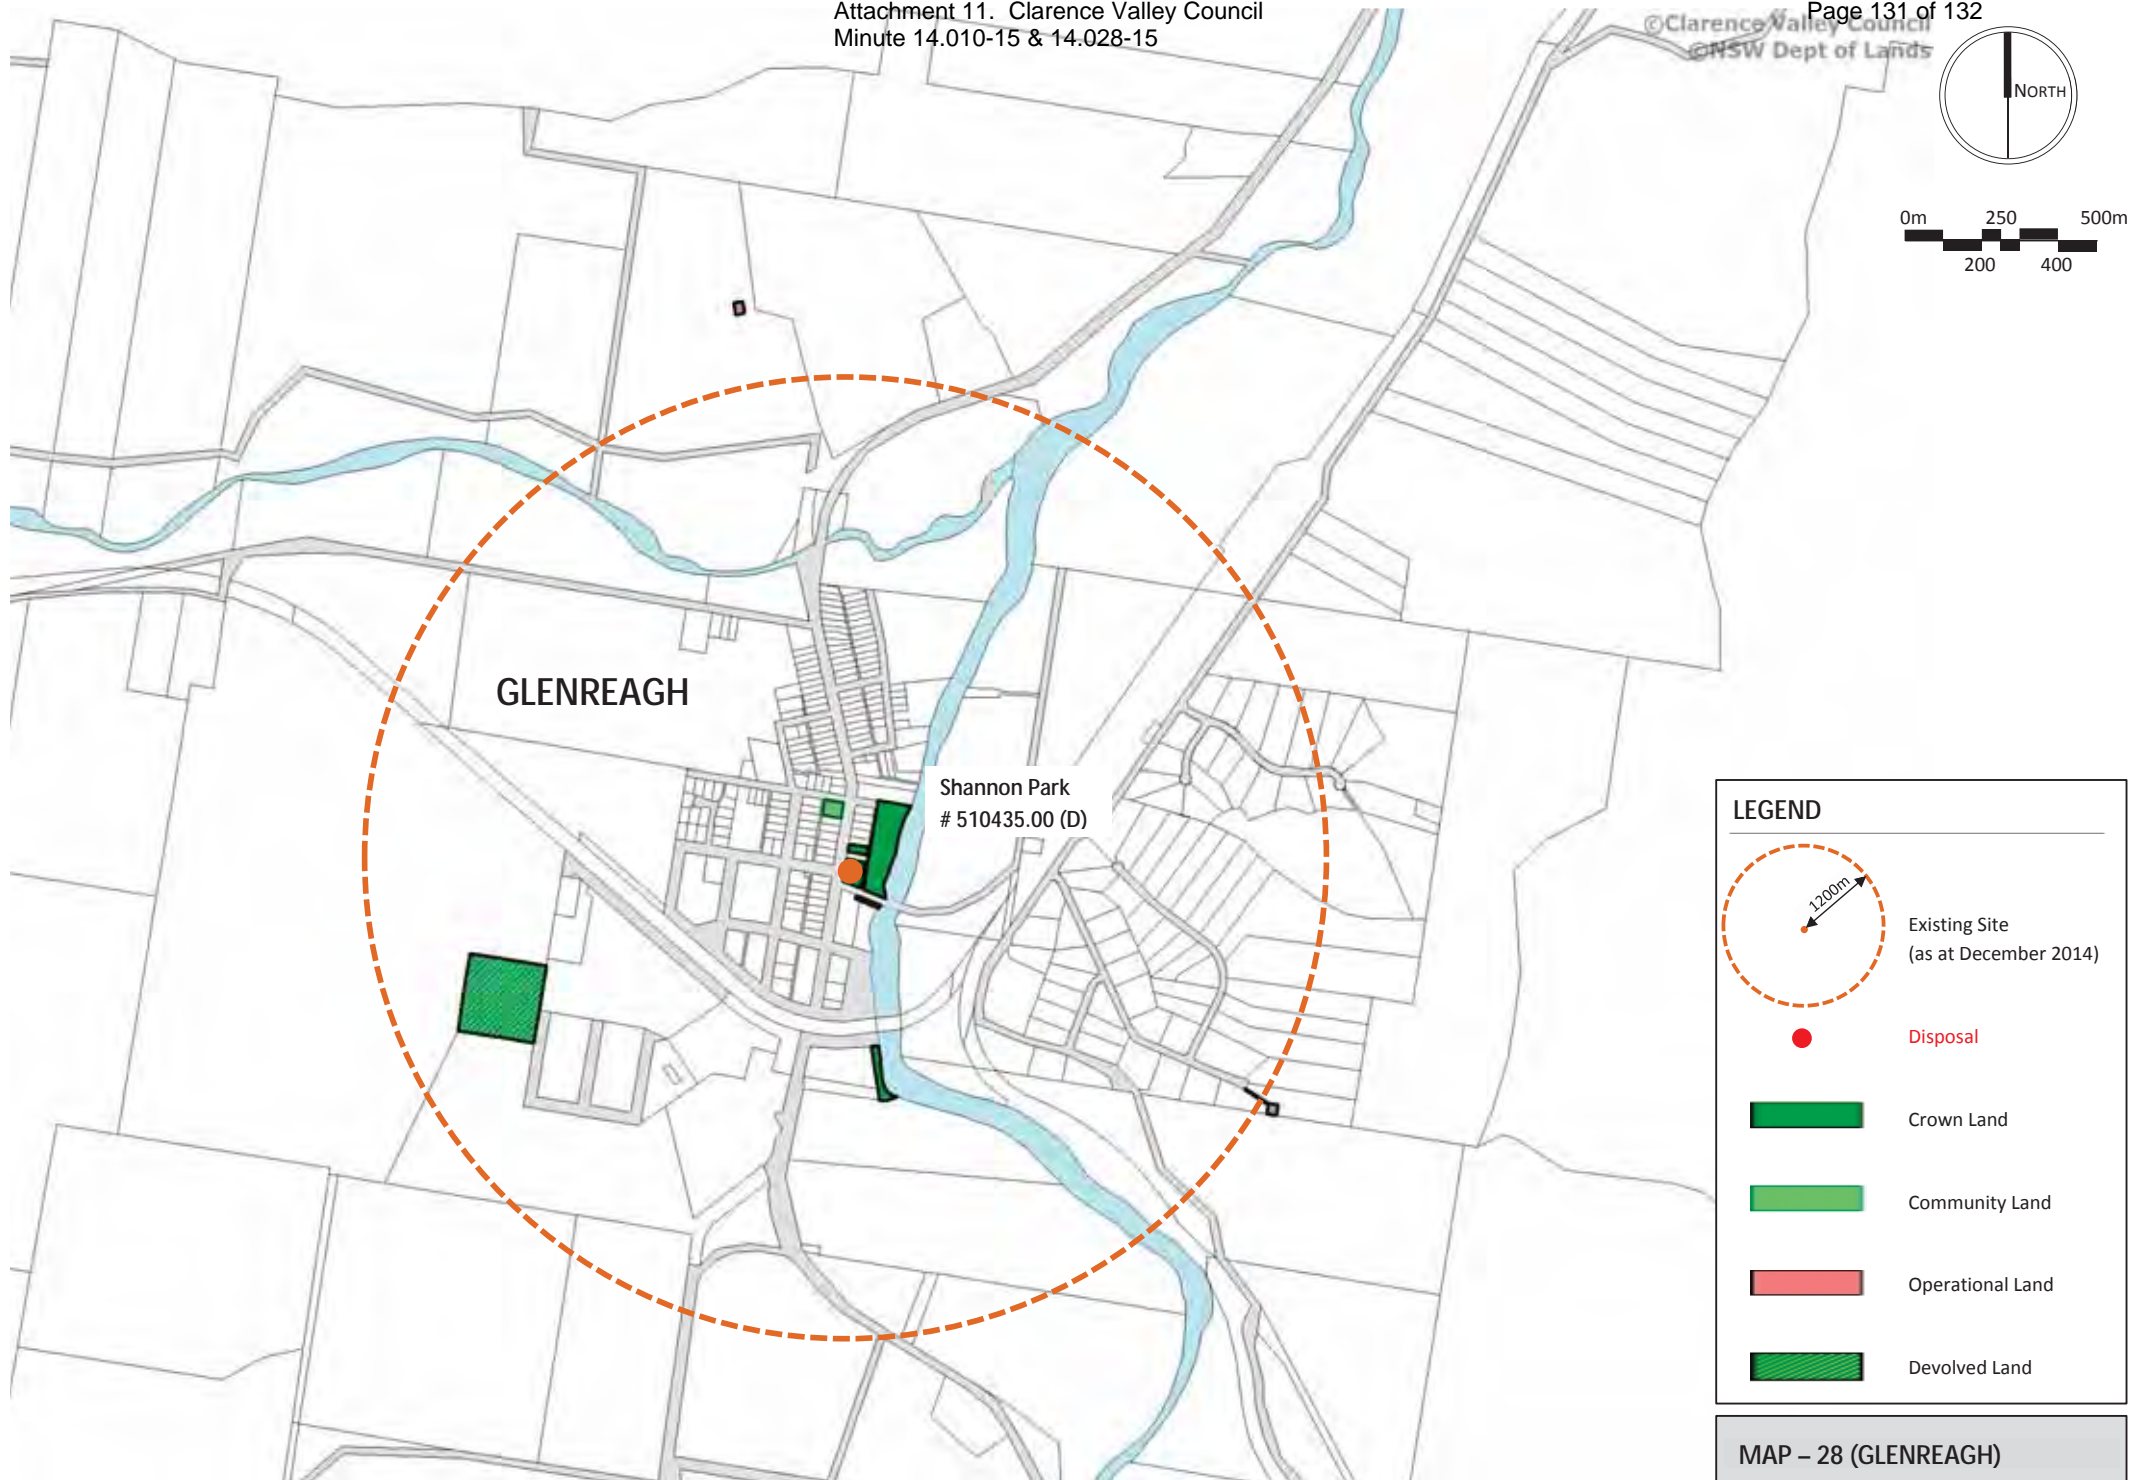 Attachment 11. Clarence Valley Council
Minute 14.010-15 & 14.028-15
Page 131 of 132
©Clarence Valley Council
©NSW Dept of Lands
NORTH
0m 250 500m
200 400
GLENREAGH
Shannon Park
# 510435.00 (D)
LEGEND
1200m
Existing Site
(as at December 2014)
Disposal
Crown Land
Community Land
Operational Land
Devolved Land
MAP – 28 (GLENREAGH)